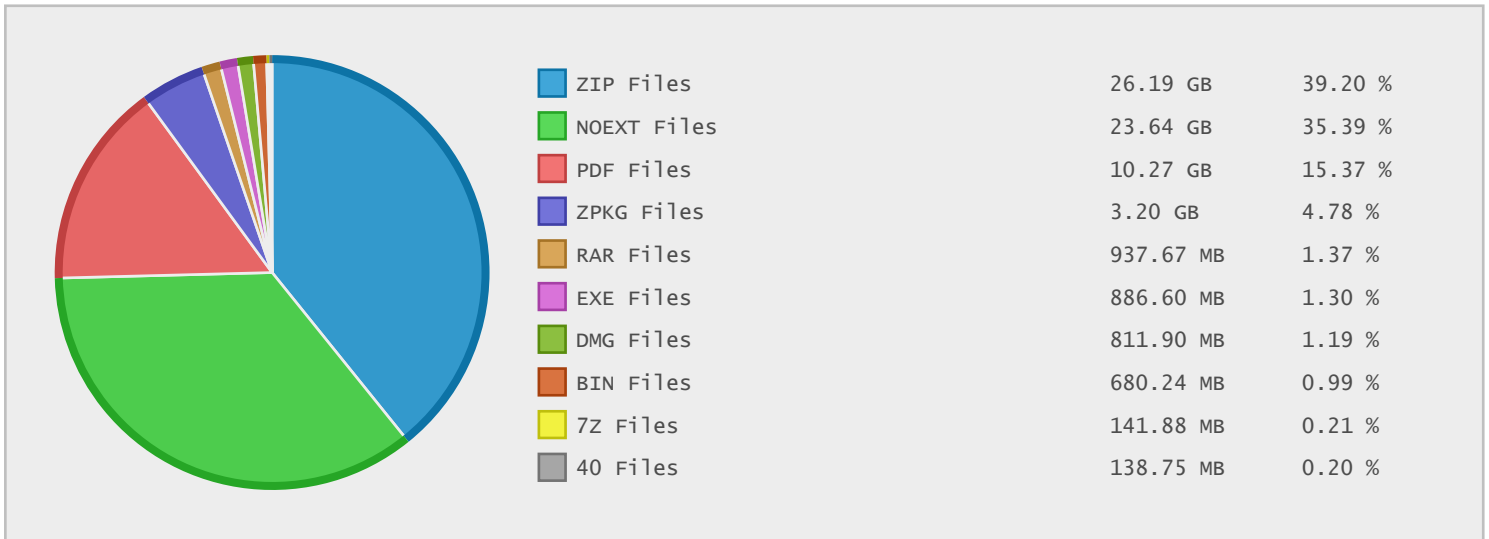 ZIP Files 26.19 GB 39.20 %
NOEXT Files 23.64 GB 35.39 %
PDF Files 10.27 GB 15.37 %
ZPKG Files 3.20 GB 4.78 %
RAR Files 937.67 MB 1.37 %
EXE Files 886.60 MB 1.30 %
DMG Files 811.90 MB 1.19 %
BIN Files 680.24 MB 0.99 %
7Z Files 141.88 MB 0.21 %
40 Files 138.75 MB 0.20 %